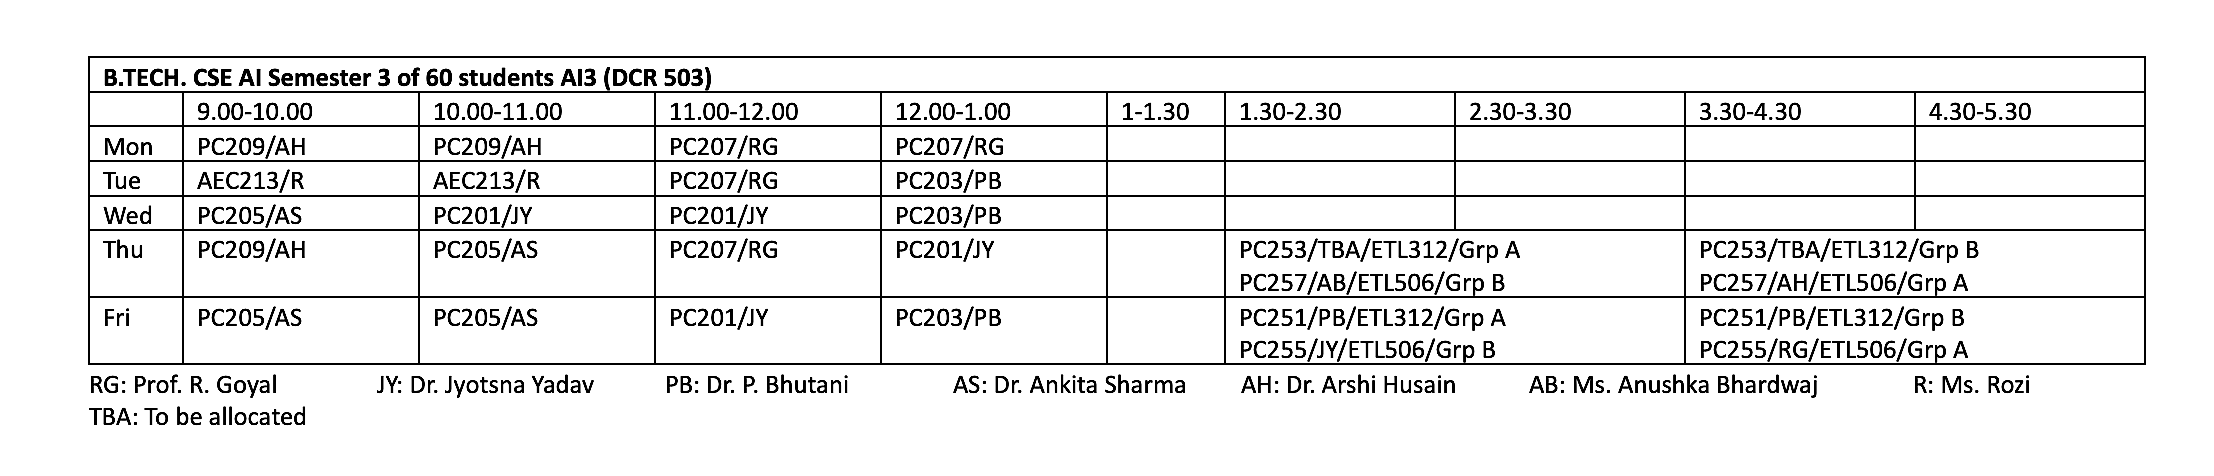 B.TECH. CSE AI Semester 3 of 60 students AI3 (DCR 503)
9.00-10.00 10.00-11.00 11.00-12.00 12.00-1.00 1-1.30 1.30-2.30 2.30-3.30 3.30-4.30 4.30-5.30
Mon PC209/AH PC209/AH PC207/RG PC207/RG
Tue AEC213/R AEC213/R PC207/RG PC203/PB
Wed PC205/AS PC201/JY PC201/JY PC203/PB
Thu PC209/AH PC205/AS PC207/RG PC201/JY PC253/TBA/ETL312/Grp A PC253/TBA/ETL312/Grp B
PC257/AB/ETL506/Grp B PC257/AH/ETL506/Grp A
Fri PC205/AS PC205/AS PC201/JY PC203/PB PC251/PB/ETL312/Grp A PC251/PB/ETL312/Grp B
PC255/JY/ETL506/Grp B PC255/RG/ETL506/Grp A
RG: Prof. R. Goyal JY: Dr. Jyotsna Yadav PB: Dr. P. Bhutani AS: Dr. Ankita Sharma AH: Dr. Arshi Husain AB: Ms. Anushka Bhardwaj R: Ms. Rozi
TBA: To be allocated